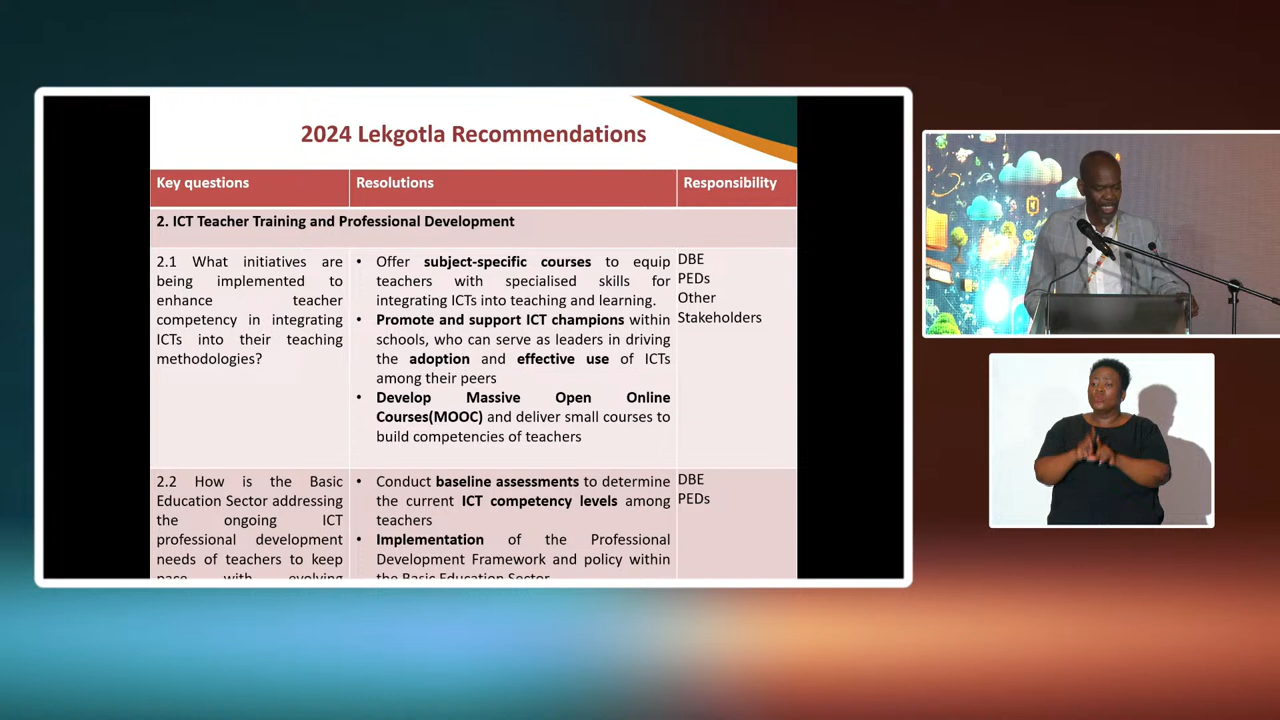 2024 Lekgotla Recommendations
Key questions
Resolutions
Responsibility
2. ICT Teacher Training and Professional Development
2.1 What initiatives are
being implemented to
enhance teacher
competency in integrating
ICTs into their teaching
methodologies?
• Offer subject-specific courses to equip
teachers with specialised skills for
integrating ICTs into teaching and learning.
• Promote and support ICT champions within
schools, who can serve as leaders in driving
the adoption and effective use of ICTs
among their peers
• Develop Massive Open Online
Courses(MOOC) and deliver small courses to
build competencies of teachers
DBE
PEDs
Other
Stakeholders
2.2 How is the Basic
Education Sector addressing
the ongoing ICT
professional development
needs of teachers to keep
pace with evolving
• Conduct baseline assessments to determine
the current ICT competency levels among
teachers
• Implementation of the Professional
Development Framework and policy within
the Basic Education Sector
DBE
PEDs